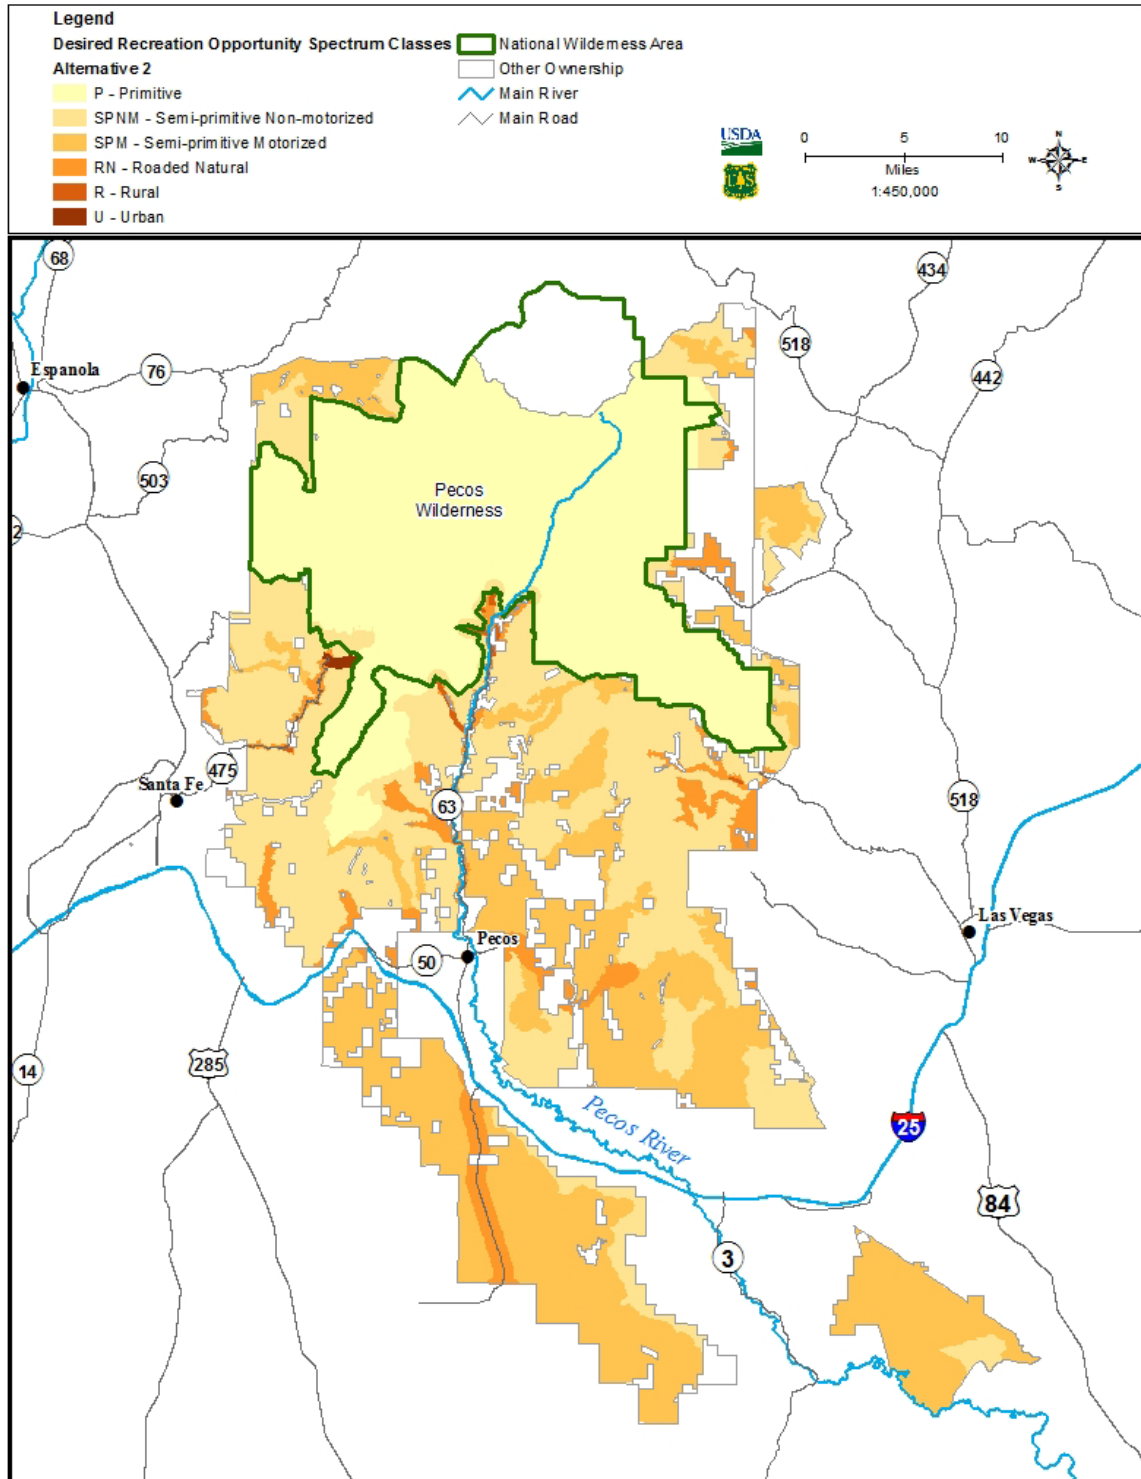 Legend
Desired Recreation Opportunity Spectrum Classes
Alternative 2
P - Primitive
SPNM - Semi-primitive Non-motorized
SPM - Semi-primitive Motorized
RN - Roaded Natural
R - Rural
U - Urban
National Wilderness Area
Other Ownership
Main River
Main Road
USDA
0 5 10
Miles
1:450,000
N
W E
S
68
434
518
Espanola
76
442
503
Pecos
Wilderness
2
475
Santa Fe
63
518
Las Vegas
Pecos
50
14
285
Pecos River
25
84
3